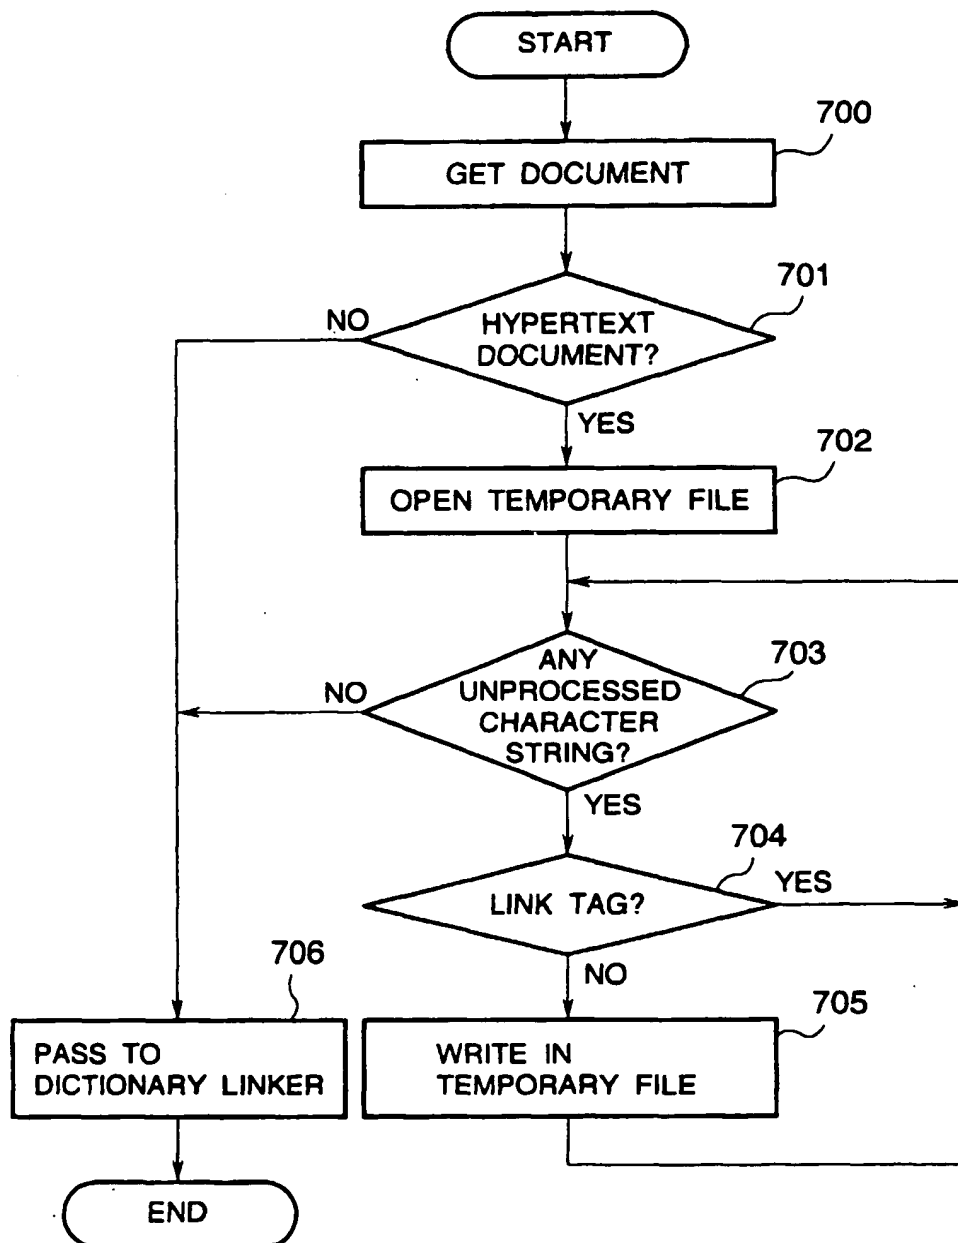 START
700
GET DOCUMENT
701
NO
HYPERTEXT
DOCUMENT?
YES
702
OPEN TEMPORARY FILE
703
NO
ANY
UNPROCESSED
CHARACTER
STRING?
YES
704
LINK TAG?
YES
NO
706
705
PASS TO
DICTIONARY LINKER
WRITE IN
TEMPORARY FILE
END